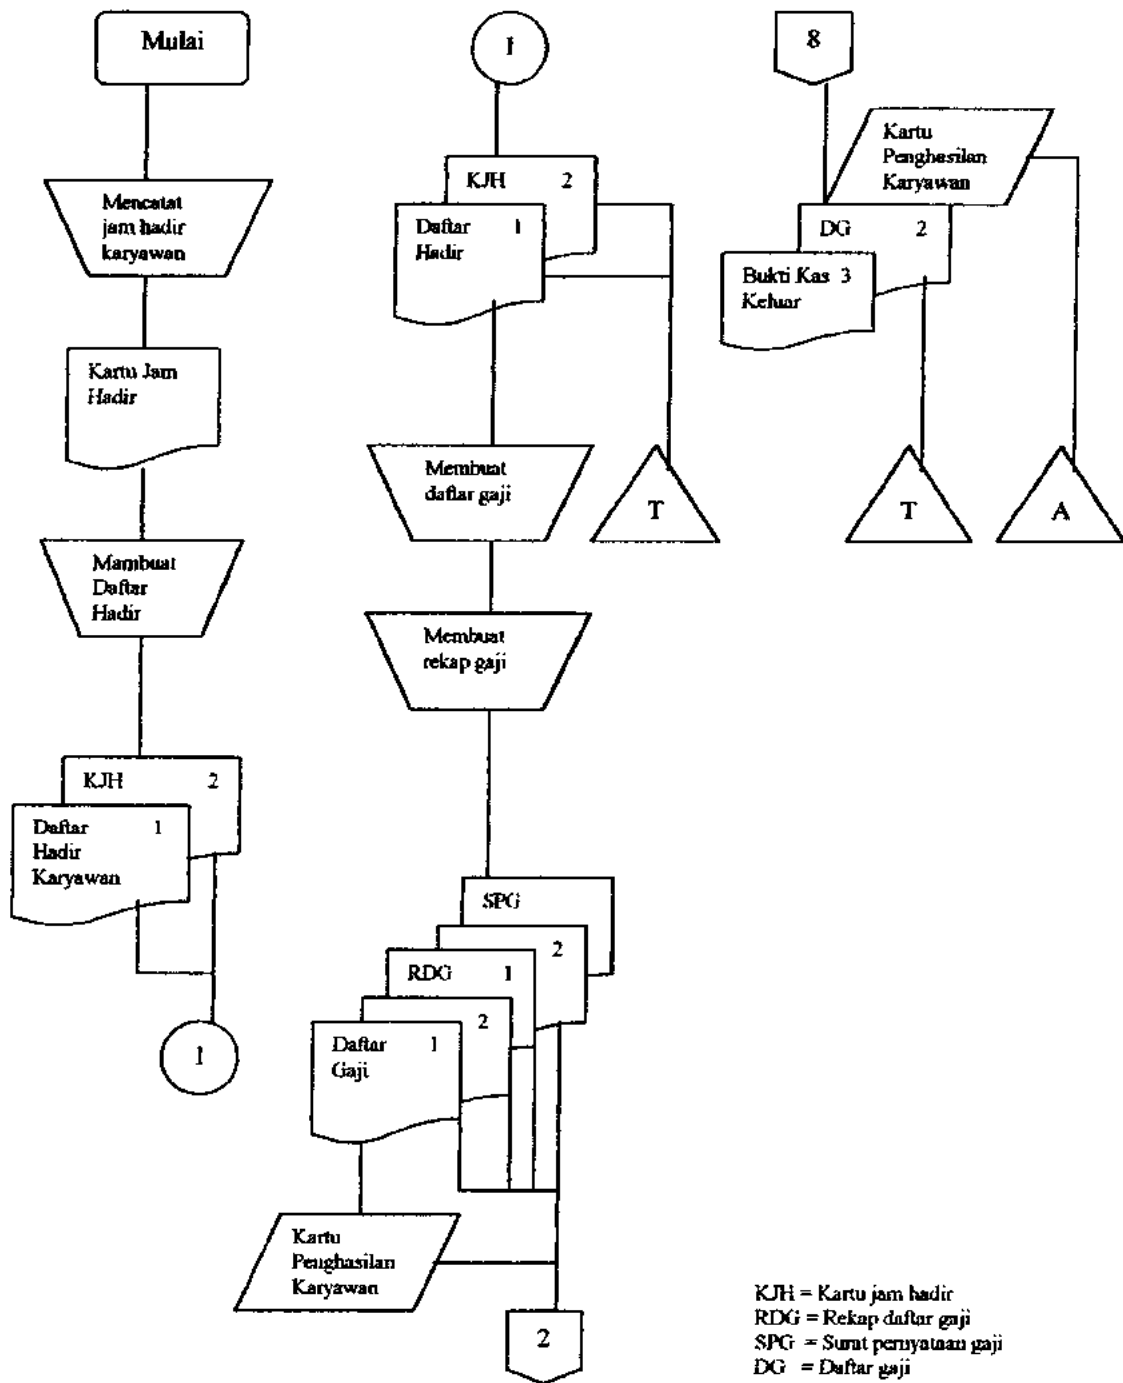 Mulai
Mencatat
jam hadir
karyawan
Kartu Jam
Hadir
Mambuat
Daftar
Hadir
KJH 2
Daftar 1
Hadir
Karyawan
1
1
KJH 2
Daftar 1
Hadir
Membuat
daftar gaji
T
Membuat
rekap gaji
SPG
2
RDG 1
2
Daftar 1
Gaji
Kartu
Penghasilan
Karyawan
2
8
Kartu
Penghasilan
Karyawan
DG 2
Bukti Kas 3
Keluar
T
A
KJH = Kartu jam hadir
RDG = Rekap daftar gaji
SPG = Surat pernyataan gaji
DG = Daftar gaji